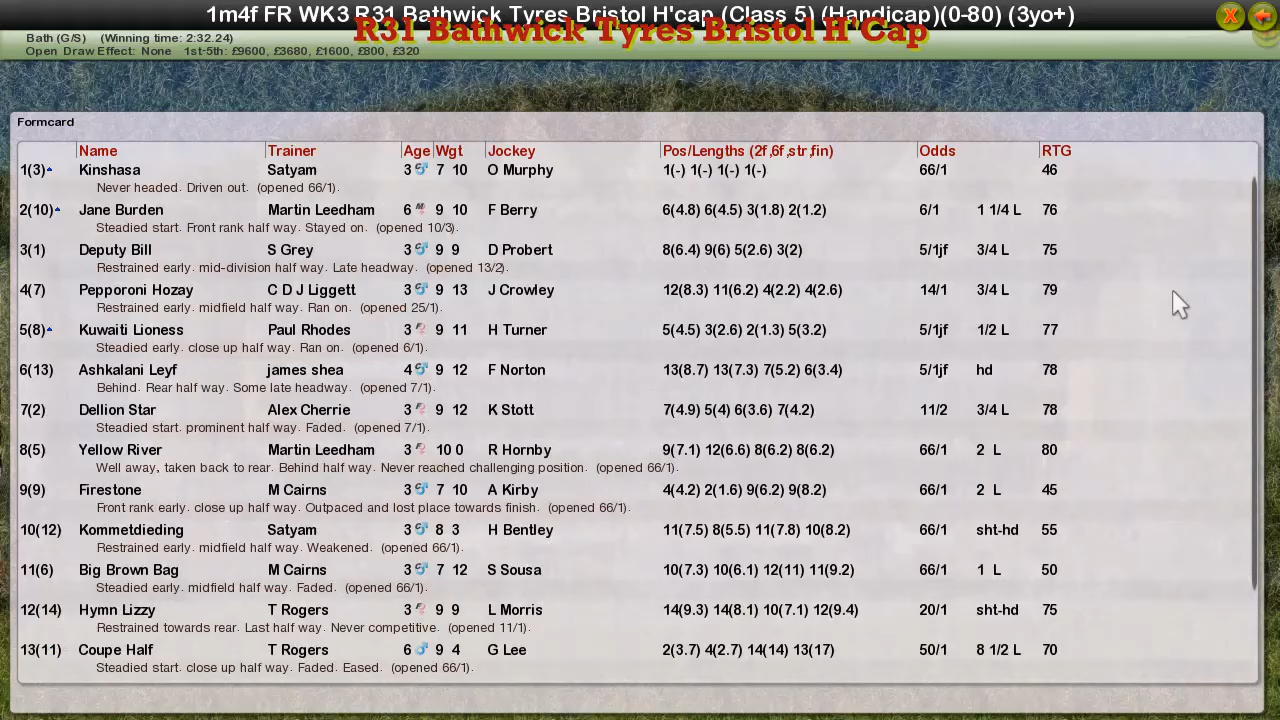 1m4f FR WK3 R31 Bathwick Tyres Bristol H'cap (Class 5) (Handicap)(0-80) (3yo+)
R31 Bathwick Tyres Bristol H'Cap
Bath (G/S) (Winning time: 2:32.24)
Open Draw Effect: None 1st-5th: £9600, £3680, £1600, £800, £320
Formcard
Name Trainer Age Wgt Jockey Pos/Lengths (2f,6f,str,fin) Odds RTG
1(3) Kinshasa Satyam 3 7 10 O Murphy 1(-) 1(-) 1(-) 1(-) 66/1 46
Never headed. Driven out. (opened 66/1).
2(10) Jane Burden Martin Leedham 6 9 10 F Berry 6(4.8) 6(4.5) 3(1.8) 2(1.2) 6/1 1 1/4 L 76
Steadied start. Front rank half way. Stayed on. (opened 10/3).
3(1) Deputy Bill S Grey 3 9 9 D Probert 8(6.4) 9(6) 5(2.6) 3(2) 5/1jf 3/4 L 75
Restrained early. mid-division half way. Late headway. (opened 13/2).
4(7) Pepporoni Hozay C D J Liggett 3 9 13 J Crowley 12(8.3) 11(6.2) 4(2.2) 4(2.6) 14/1 3/4 L 79
Restrained early. midfield half way. Ran on. (opened 25/1).
5(8) Kuwaiti Lioness Paul Rhodes 3 9 11 H Turner 5(4.5) 3(2.6) 2(1.3) 5(3.2) 5/1jf 1/2 L 77
Steadied early. close up half way. Ran on. (opened 6/1).
6(13) Ashkalani Leyf james shea 4 9 12 F Norton 13(8.7) 13(7.3) 7(5.2) 6(3.4) 5/1jf hd 78
Behind. Rear half way. Some late headway. (opened 7/1).
7(2) Dellion Star Alex Cherrie 3 9 12 K Stott 7(4.9) 5(4) 6(3.6) 7(4.2) 11/2 3/4 L 78
Steadied start. prominent half way. Faded. (opened 7/1).
8(5) Yellow River Martin Leedham 3 10 0 R Hornby 9(7.1) 12(6.6) 8(6.2) 8(6.2) 66/1 2 L 80
Well away, taken back to rear. Behind half way. Never reached challenging position. (opened 66/1).
9(9) Firestone M Cairns 3 7 10 A Kirby 4(4.2) 2(1.6) 9(6.2) 9(8.2) 66/1 2 L 45
Front rank early. close up half way. Outpaced and lost place towards finish. (opened 66/1).
10(12) Kommetdieding Satyam 3 8 3 H Bentley 11(7.5) 8(5.5) 11(7.8) 10(8.2) 66/1 sht-hd 55
Restrained early. midfield half way. Weakened. (opened 66/1).
11(6) Big Brown Bag M Cairns 3 7 12 S Sousa 10(7.3) 10(6.1) 12(11) 11(9.2) 66/1 1 L 50
Steadied early. midfield half way. Faded. (opened 66/1).
12(14) Hymn Lizzy T Rogers 3 9 9 L Morris 14(9.3) 14(8.1) 10(7.1) 12(9.4) 20/1 sht-hd 75
Restrained towards rear. Last half way. Never competitive. (opened 11/1).
13(11) Coupe Half T Rogers 6 9 4 G Lee 2(3.7) 4(2.7) 14(14) 13(17) 50/1 8 1/2 L 70
Steadied start. close up half way. Faded. Eased. (opened 66/1).